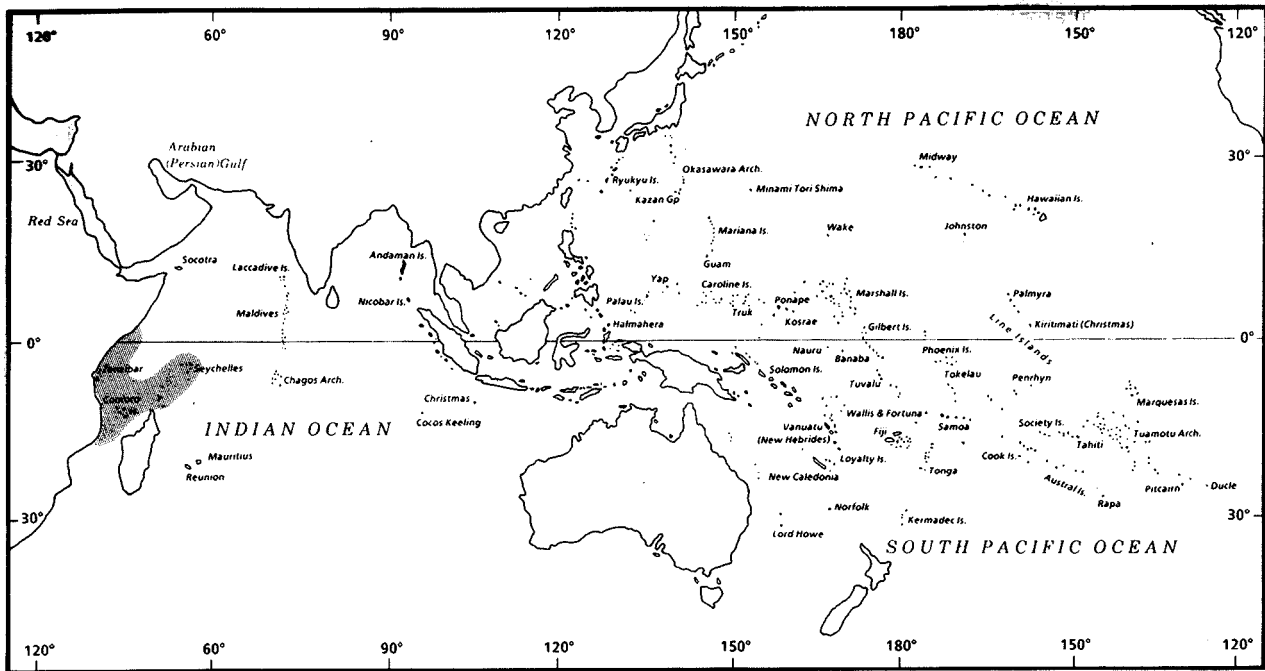 120°
60°
90°
120°
150°
180°
150°
120°
NORTH PACIFIC OCEAN
Arabian
(Persian)Gulf
30°
Midway
30°
Okasawara Arch.
Ryukyu Is.
Minami Tori Shima
Kazan Gp
Hawaiian Is.
Red Sea
Mariana Is.
Wake
Johnston
Socotra
Andaman Is.
Laccadive Is.
Guam
Yap
Caroline Is.
Palmyra
Nicobar Is.
Palau Is.
Ponape
Marshall Is.
Maldives
Truk
Kosrae
Halmahera
Gilbert Is.
Kiritimati (Christmas)
Line Islands
0°
0°
Nauru
Banaba
Phoenix Is.
Zanzibar
Seychelles
Solomon Is.
Tokelau
Chagos Arch.
Tuvalu
Penrhyn
Christmas
Marquesas Is.
Wallis & Fortuna
Cocos Keeling
Vanuatu
(New Hebrides)
Fiji
Samoa
Society Is.
Tahiti
Tuamotu Arch.
INDIAN OCEAN
Mauritius
Reunion
Loyalty Is.
Tonga
Cook Is.
New Caledonia
Austral Is.
Pitcairn
Ducle
Rapa
Norfolk
30°
Kermadec Is.
30°
Lord Howe
SOUTH PACIFIC OCEAN
120°
60°
90°
120°
150°
180°
150°
120°